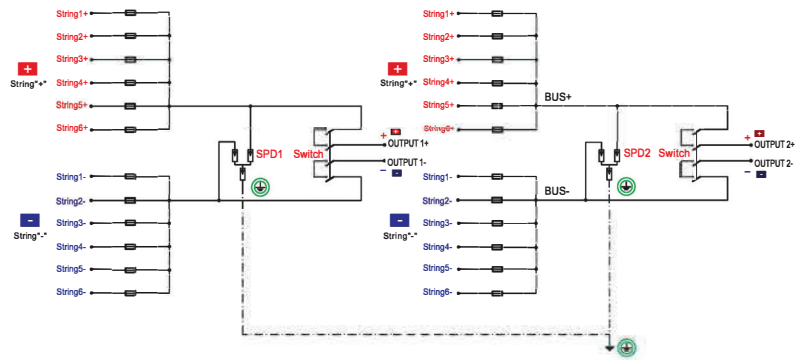 String1+
String2+
String3+
+
String"+"
String4+
String5+
String6+
SPD1
Switch
+
+
OUTPUT 1+
OUTPUT 1-
-
-
String1-
String2-
-
String"-"
String3-
String4-
String5-
String6-
String1+
String2+
String3+
+
String"+"
String4+
String5+
String6+
BUS+
SPD2
Switch
+
+
OUTPUT 2+
OUTPUT 2-
-
-
String1-
String2-
BUS-
-
String"-"
String3-
String4-
String5-
String6-